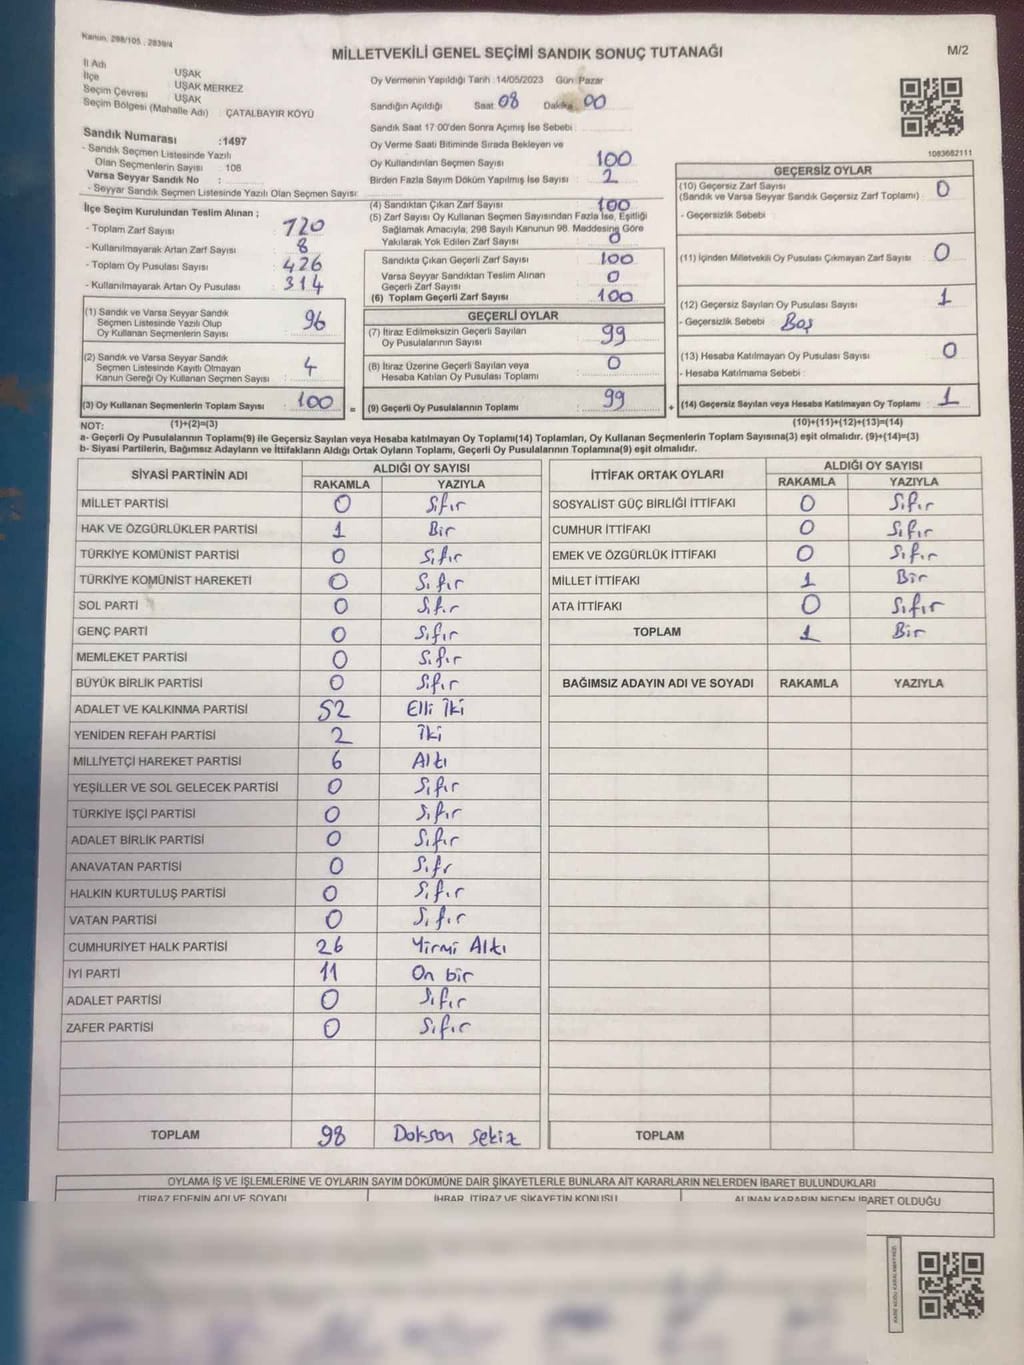 Kanun, 298/105, 2839/4
MİLLETVEKİLİ GENEL SEÇİMİ SANDIK SONUÇ TUTANAĞI
M/2
İl Adı UŞAK
İlçe UŞAK MERKEZ
Seçim Çevresi UŞAK
Seçim Bölgesi (Mahalle Adı) : ÇATALBAYIR KÖYÜ
Oy Vermenin Yapıldığı Tarih :14/05/2023 Gün: Pazar
Sandığın Açıldığı Saat 08 Dakika 00
Sandık Saat 17:00'den Sonra Açımış İse Sebebi :
Oy Verme Saati Bitiminde Sırada Bekleyen ve
Oy Kullandırılan Seçmen Sayısı 100
Birden Fazla Sayım Döküm Yapılmış İse Sayısı : 2
Sandık Numarası :1497
- Sandık Seçmen Listesinde Yazılı
Olan Seçmenlerin Sayısı : 108
Varsa Seyyar Sandık No :
- Seyyar Sandık Seçmen Listesinde Yazılı Olan Seçmen Sayısı:
İlçe Seçim Kurulundan Teslim Alınan ;
- Toplam Zarf Sayısı : 720
- Kullanılmayarak Artan Zarf Sayısı : 8
- Toplam Oy Pusulası Sayısı : 426
- Kullanılmayarak Artan Oy Pusulası : 314
(1) Sandık ve Varsa Seyyar Sandık
Seçmen Listesinde Yazılı Olup
Oy Kullanan Seçmenlerin Sayısı : 96
(2) Sandık ve Varsa Seyyar Sandık
Seçmen Listesinde Kayıtlı Olmayan
Kanun Gereği Oy Kullanan Seçmen Sayısı : 4
(3) Oy Kullanan Seçmenlerin Toplam Sayısı : 100 =
(4) Sandıktan Çıkan Zarf Sayısı : 100
(5) Zarf Sayısı Oy Kullanan Seçmen Sayısından Fazla İse, Eşitliği
Sağlamak Amacıyla, 298 Sayılı Kanunun 98. Maddesine Göre
Yakılarak Yok Edilen Zarf Sayısı : 0
Sandıkta Çıkan Geçerli Zarf Sayısı : 100
Varsa Seyyar Sandıktan Teslim Alınan
Geçerli Zarf Sayısı : 0
(6) Toplam Geçerli Zarf Sayısı : 100
GEÇERLİ OYLAR
(7) İtiraz Edilmeksizin Geçerli Sayılan
Oy Pusulalarının Sayısı : 99
(8) İtiraz Üzerine Geçerli Sayılan veya
Hesaba Katılan Oy Pusulası Toplamı : 0
(9) Geçerli Oy Pusulalarının Toplamı : 99 +
1083682111
GEÇERSİZ OYLAR
(10) Geçersiz Zarf Sayısı
(Sandık ve Varsa Seyyar Sandık Geçersiz Zarf Toplamı) : 0
- Geçersizlik Sebebi :
(11) İçinden Milletvekili Oy Pusulası Çıkmayan Zarf Sayısı : 0
(12) Geçersiz Sayılan Oy Pusulası Sayısı : 1
- Geçersizlik Sebebi : Boş
(13) Hesaba Katılmayan Oy Pusulası Sayısı : 0
- Hesaba Katılmama Sebebi :
(14) Geçersiz Sayılan veya Hesaba Katılmayan Oy Toplamı : 1
NOT: (1)+(2)=(3) (10)+(11)+(12)+(13)=(14)
a- Geçerli Oy Pusulalarının Toplamı(9) ile Geçersiz Sayılan veya Hesaba katılmayan Oy Toplamı(14) Toplamları, Oy Kullanan Seçmenlerin Toplam Sayısına(3) eşit olmalıdır. (9)+(14)=(3)
b- Siyasi Partilerin, Bağımsız Adayların ve İttifakların Aldığı Ortak Oyların Toplamı, Geçerli Oy Pusulalarının Toplamına(9) eşit olmalıdır.
SİYASİ PARTİNİN ADI ALDIĞI OY SAYISI
RAKAMLA YAZIYLA
MİLLET PARTİSİ 0 Sıfır
HAK VE ÖZGÜRLÜKLER PARTİSİ 1 Bir
TÜRKİYE KOMÜNİST PARTİSİ 0 Sıfır
TÜRKİYE KOMÜNİST HAREKETİ 0 Sıfır
SOL PARTİ 0 Sıfır
GENÇ PARTİ 0 Sıfır
MEMLEKET PARTİSİ 0 Sıfır
BÜYÜK BİRLİK PARTİSİ 0 Sıfır
ADALET VE KALKINMA PARTİSİ 52 Elli İki
YENİDEN REFAH PARTİSİ 2 İki
MİLLİYETÇİ HAREKET PARTİSİ 6 Altı
YEŞİLLER VE SOL GELECEK PARTİSİ 0 Sıfır
TÜRKİYE İŞÇİ PARTİSİ 0 Sıfır
ADALET BİRLİK PARTİSİ 0 Sıfır
ANAVATAN PARTİSİ 0 Sıfr
HALKIN KURTULUŞ PARTİSİ 0 Sıfır
VATAN PARTİSİ 0 Sıfır
CUMHURİYET HALK PARTİSİ 26 Yirmi Altı
İYİ PARTİ 11 On bir
ADALET PARTİSİ 0 Sıfır
ZAFER PARTİSİ 0 Sıfır
TOPLAM 98 Dokson Sekiz
İTTİFAK ORTAK OYLARI ALDIĞI OY SAYISI
RAKAMLA YAZIYLA
SOSYALİST GÜÇ BİRLİĞİ İTTİFAKI 0 Sıfır
CUMHUR İTTİFAKI 0 Sıfır
EMEK VE ÖZGÜRLÜK İTTİFAKI 0 Sıfır
MİLLET İTTİFAKI 1 Bir
ATA İTTİFAKI 0 Sıfır
TOPLAM 1 Bir
BAĞIMSIZ ADAYIN ADI VE SOYADI RAKAMLA YAZIYLA
TOPLAM
OYLAMA İŞ VE İŞLEMLERİNE VE OYLARIN SAYIM DÖKÜMÜNE DAİR ŞİKAYETLERLE BUNLARA AİT KARARLARIN NELERDEN İBARET BULUNDUKLARI
İTİRAZ EDENİN ADI VE SOYADI İHBAR, İTİRAZ VE ŞİKAYETİN KONUSU ALINAN KARARIN NEDEN İBARET OLDUĞU